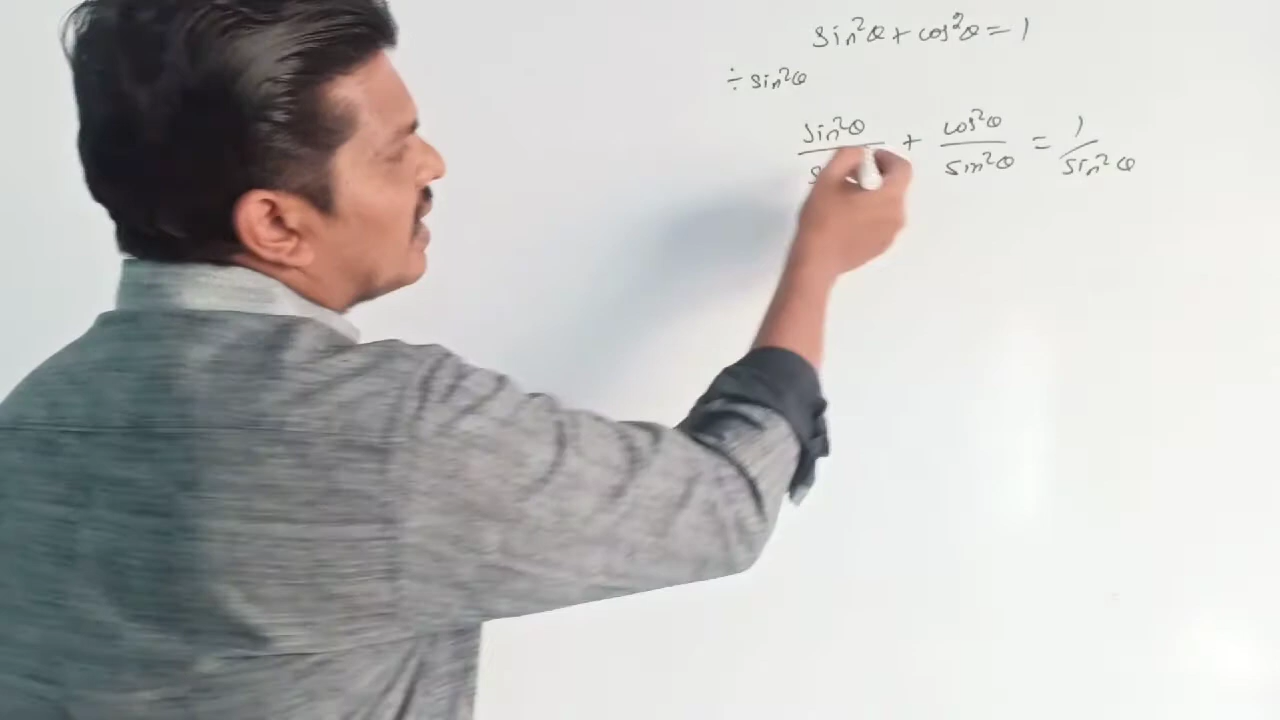 sin²θ + cos²θ = 1
÷ sin²θ
sin²θ/ + cos²θ/sin²θ = 1/sin²θ